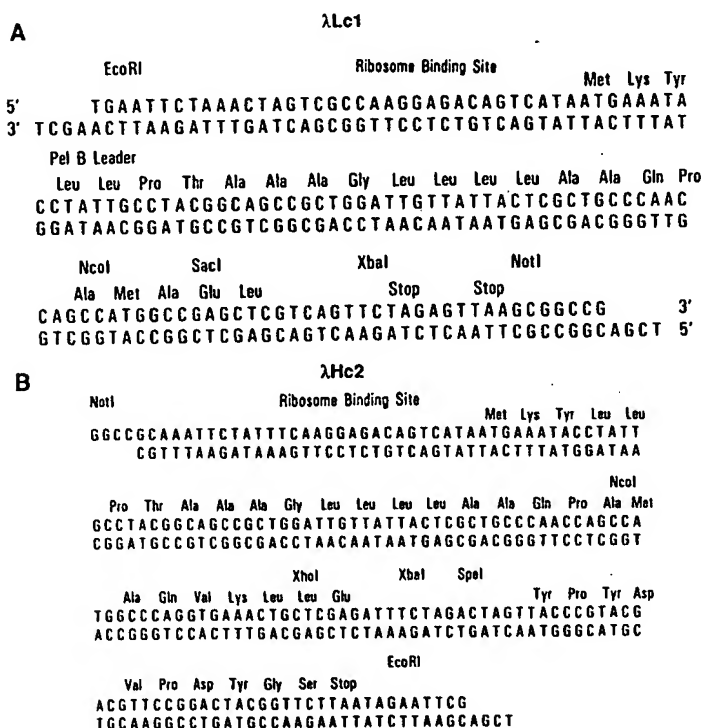 A
λLc1
EcoRI Ribosome Binding Site
Met Lys Tyr
5' TGAATTCTAAACTAGTCGCCAAGGAGACAGTCATAATGAAATA
3' TCGAACTTAAGATTTGATCAGCGGTTCCTCTGTCAGTATTACTTTAT
Pel B Leader
Leu Leu Pro Thr Ala Ala Ala Gly Leu Leu Leu Leu Ala Ala Gln Pro
CCTATTGCCTACGGCAGCCGCTGGATTGTTATTACTCGCTGCCCAAC
GGATAACGGATGCCGTCGGCGACCTAACAATAATGAGCGACGGGTTG
NcoI SacI XbaI NotI
Ala Met Ala Glu Leu Stop Stop
CAGCCATGGCCGAGCTCGTCAGTTCTAGAGTTAAGCGGCCG 3'
GTCGGTACCGGCTCGAGCAGTCAAGATCTCAATTCGCCGGCAGCT 5'
B
λHc2
NotI Ribosome Binding Site
Met Lys Tyr Leu Leu
GGCCGCAAATTCTATTTCAAGGAGACAGTCATAATGAAATACCTATT
CGTTTAAGATAAAGTTCCTCTGTCAGTATTACTTTATGGATAA
NcoI
Pro Thr Ala Ala Ala Gly Leu Leu Leu Leu Ala Ala Gln Pro Ala Met
GCCTACGGCAGCCGCTGGATTGTTATTACTCGCTGCCCAACCAGCCA
CGGATGCCGTCGGCGACCTAACAATAATGAGCGACGGGTTCCTCGGT
XhoI XbaI SpeI
Ala Gln Val Lys Leu Leu Glu Tyr Pro Tyr Asp
TGGCCCAGGTGAAACTGCTCGAGATTTCTAGACTAGTTACCCGTACG
ACCGGGTCCACTTTGACGAGCTCTAAAGATCTGATCAATGGGCATGC
EcoRI
Val Pro Asp Tyr Gly Ser Stop
ACGTTCCGGACTACGGTTCTTAATAGAATTCG
TGCAAGGCCTGATGCCAAGAATTATCTTAAGCAGCT